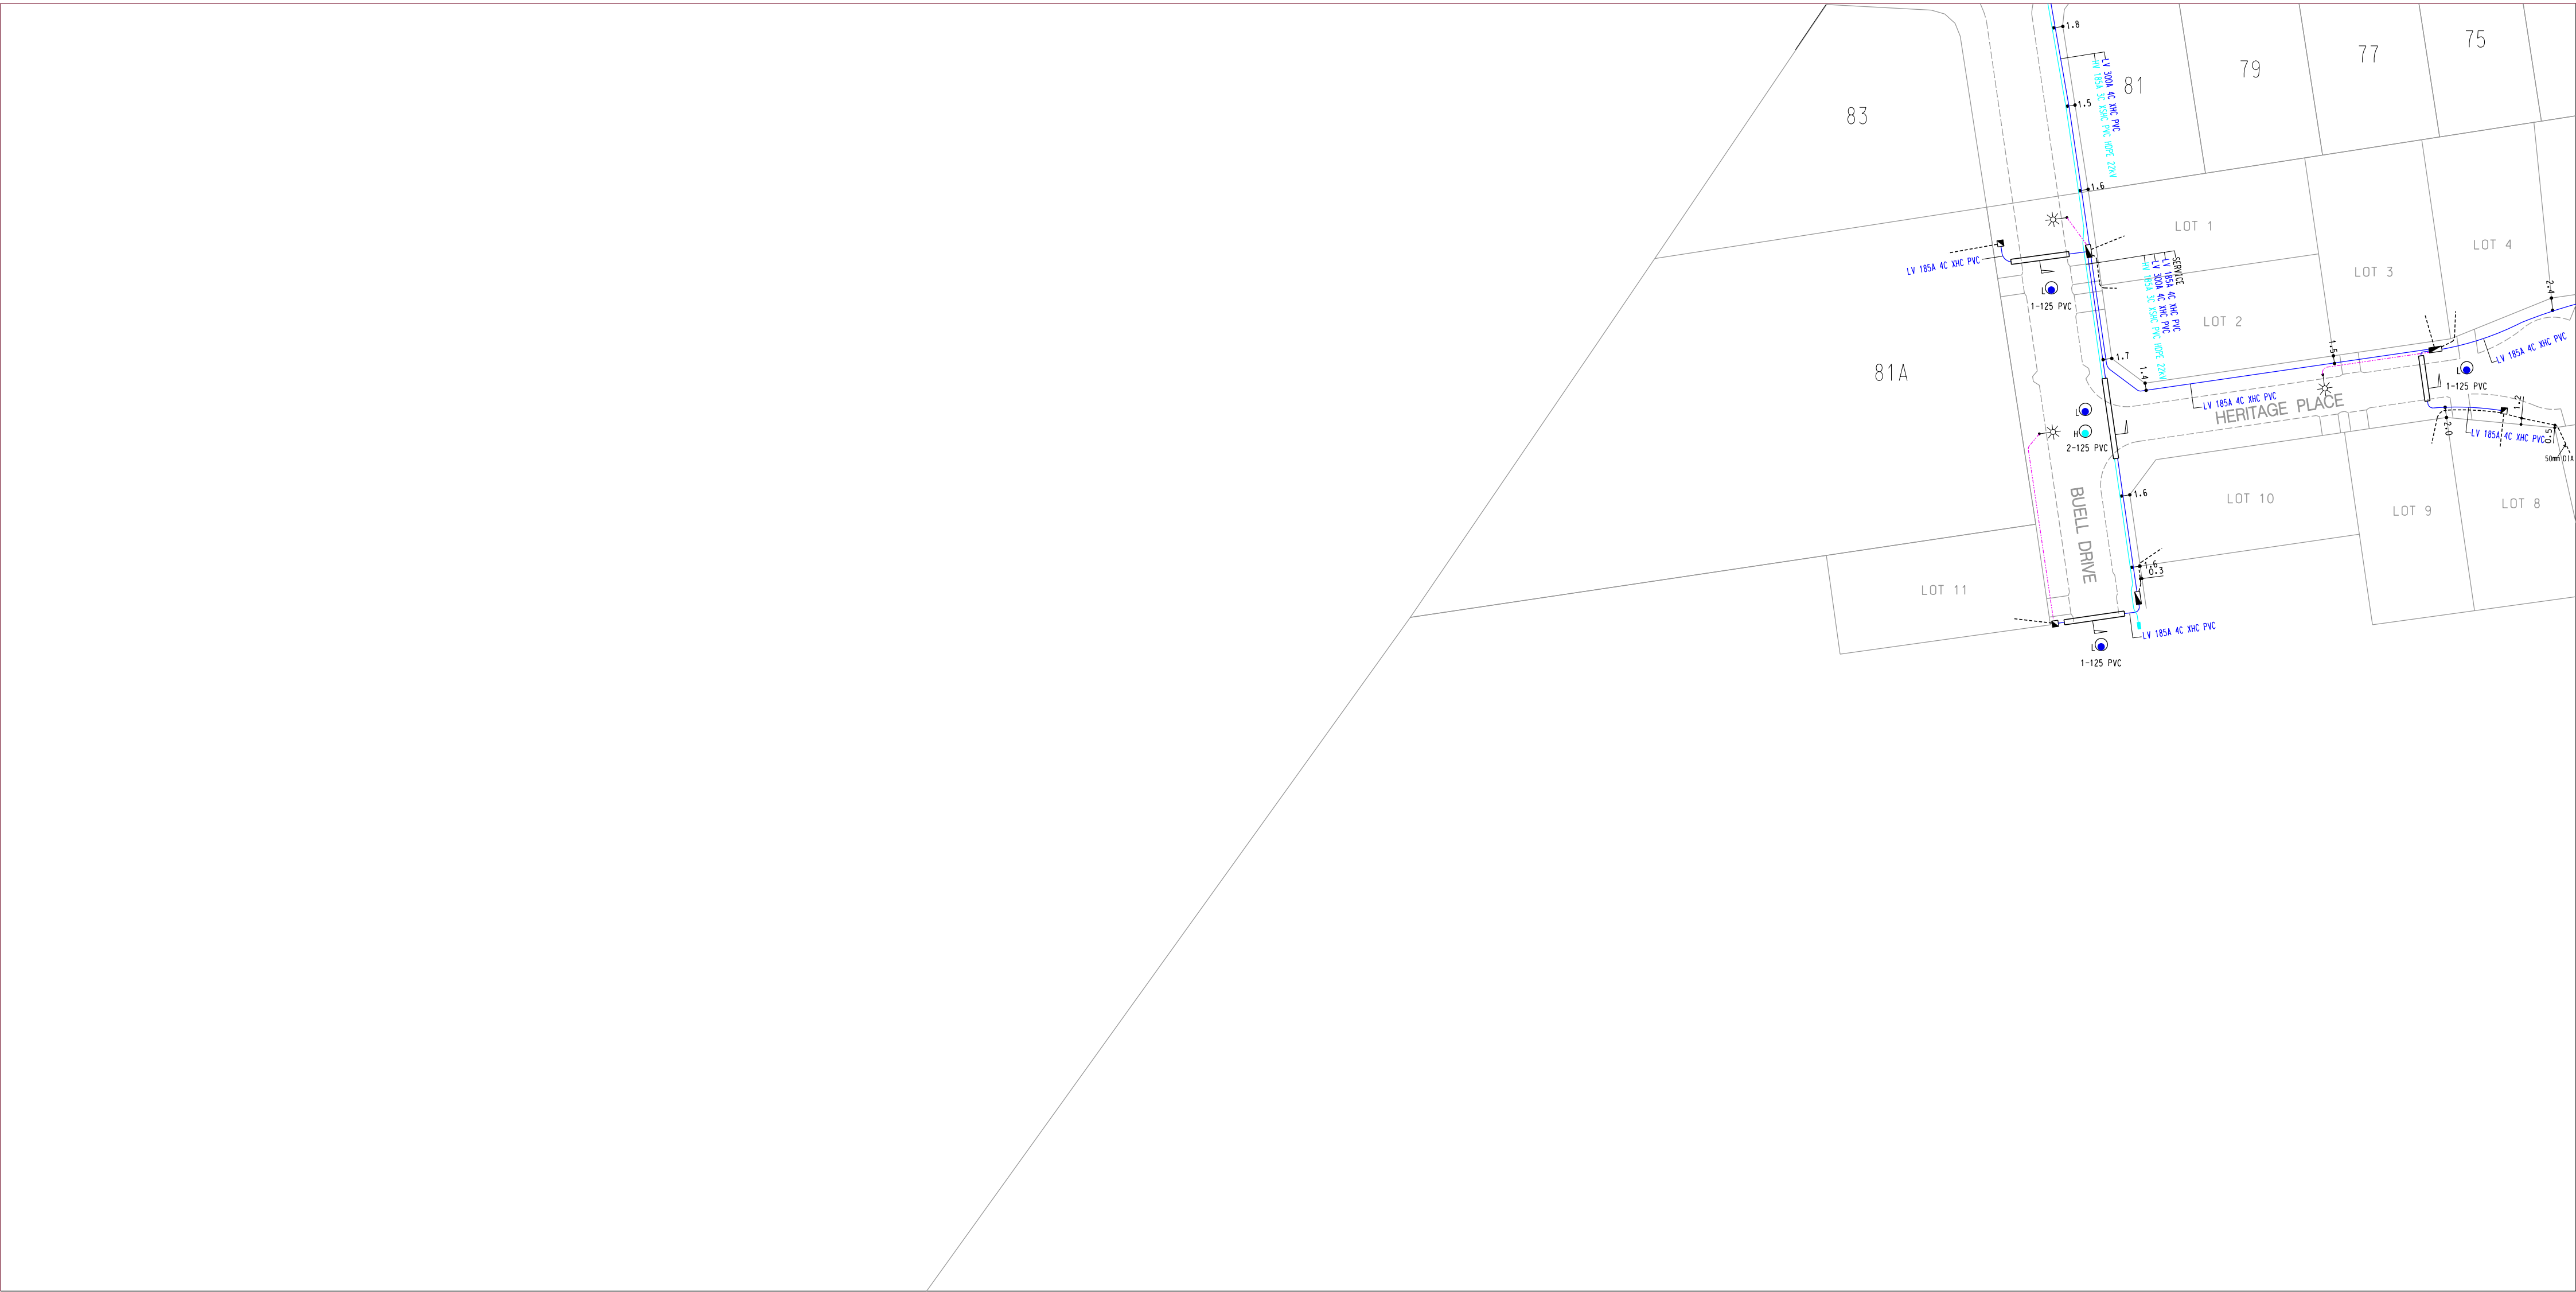 1.8
75
77
79
81
83
LV 300A 4C XHC PVC
HV 185A 3C XSHC PVC HDPE 22kV
1.5
1.6
LOT 1
LOT 4
LOT 3
LV 185A 4C XHC PVC
L
1-125 PVC
SERVICE
LV 185A 4C XHC PVC
LV 300A 4C XHC PVC
HV 185A 3C XSHC PVC HDPE 22kV
LOT 2
2.4
1.7
1.4
1.5
LV 185A 4C XHC PVC
L
1-125 PVC
81A
LV 185A 4C XHC PVC
HERITAGE PLACE
L
H
2-125 PVC
2.0
LV 185A 4C XHC PVC
1.2
0.5
50mm DIA
1.6
LOT 10
LOT 9
LOT 8
BUELL DRIVE
1.6
0.3
LOT 11
LV 185A 4C XHC PVC
L
1-125 PVC